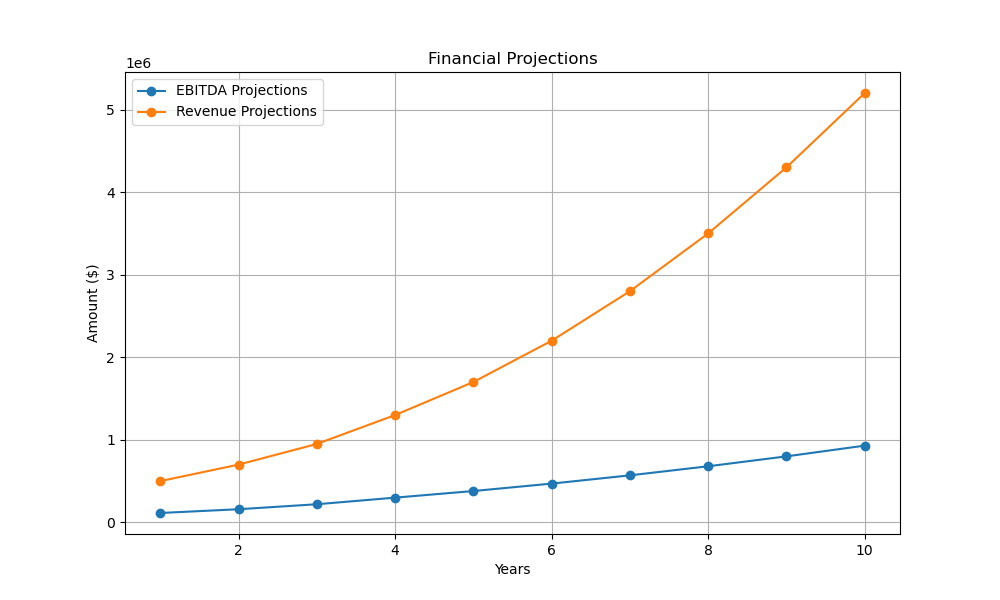 Financial Projections
1e6
EBITDA Projections
Revenue Projections
5
4
3
2
1
0
Amount ($)
2 4 6 8 10
Years